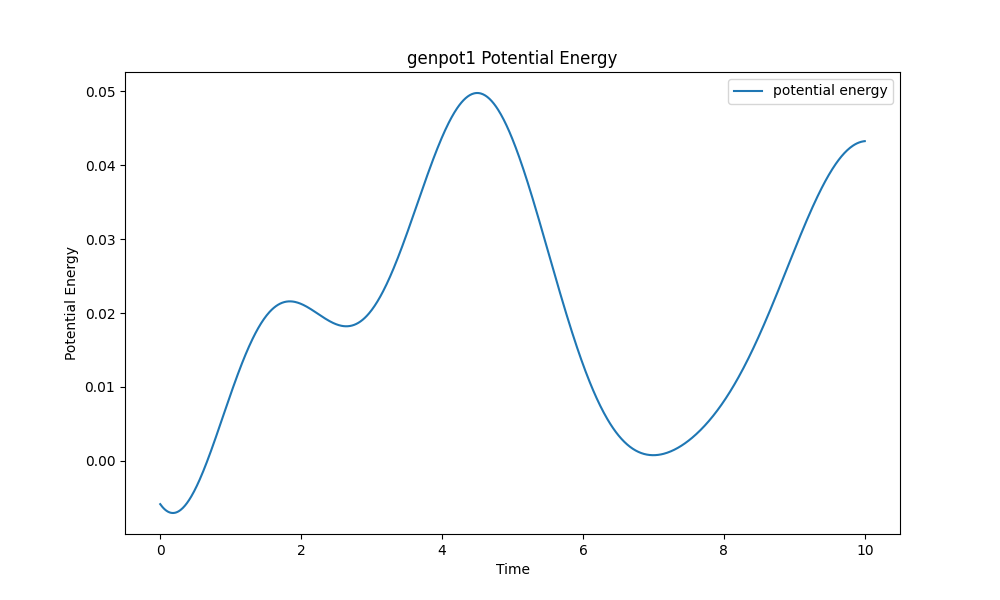 genpot1 Potential Energy
potential energy
Potential Energy
0.05
0.04
0.03
0.02
0.01
0.00
0 2 4 6 8 10
Time